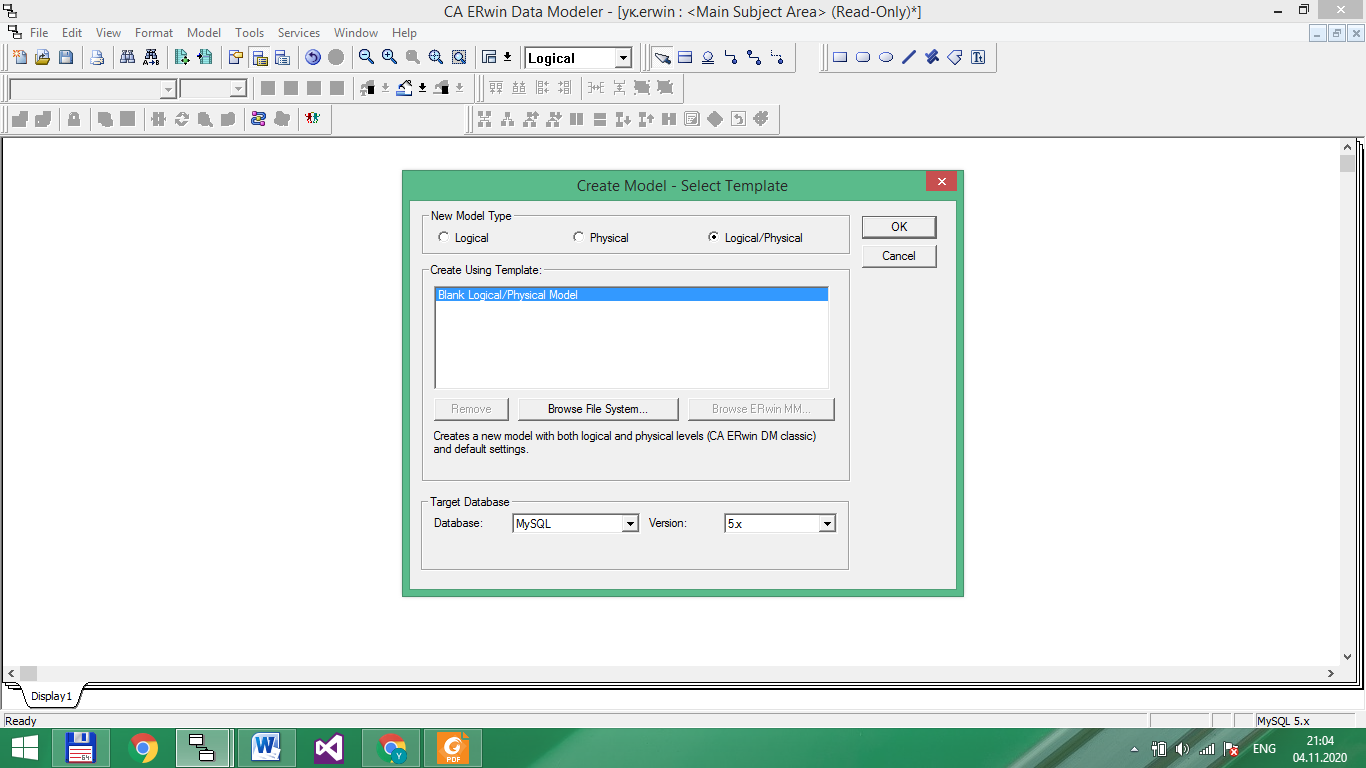 CA ERwin Data Modeler - [ук.erwin : <Main Subject Area> (Read-Only)*]
File Edit View Format Model Tools Services Window Help
Logical
Create Model - Select Template
New Model Type
Logical Physical Logical/Physical
OK
Cancel
Create Using Template:
Blank Logical/Physical Model
Remove Browse File System... Browse ERwin MM...
Creates a new model with both logical and physical levels (CA ERwin DM classic)
and default settings.
Target Database
Database: MySQL Version: 5.x
Display1
Ready MySQL 5.x
64
W
Y
PDF
ENG
21:04
04.11.2020